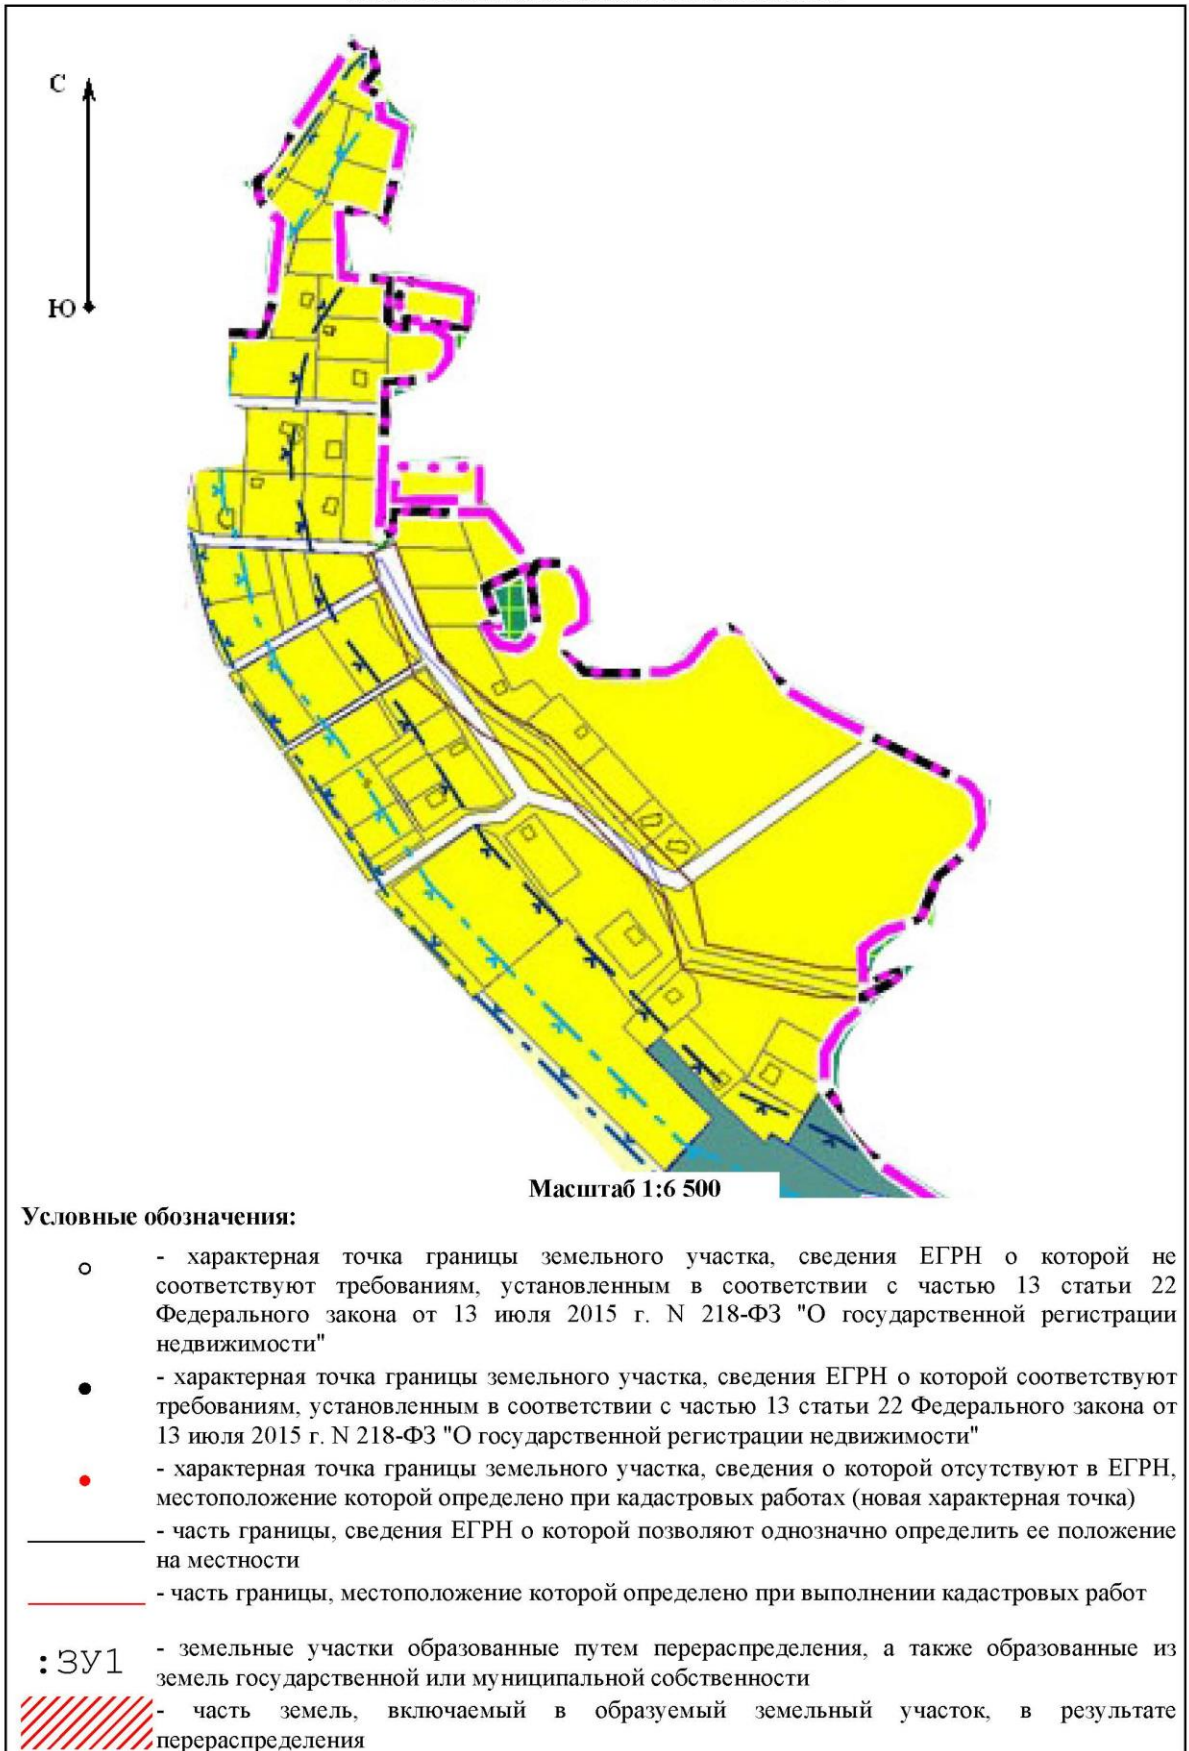 С
Ю
Масштаб 1:6 500
Условные обозначения:
- характерная точка границы земельного участка, сведения ЕГРН о которой не
соответствуют требованиям, установленным в соответствии с частью 13 статьи 22
Федерального закона от 13 июля 2015 г. N 218-ФЗ "О государственной регистрации
недвижимости"
- характерная точка границы земельного участка, сведения ЕГРН о которой соответствуют
требованиям, установленным в соответствии с частью 13 статьи 22 Федерального закона от
13 июля 2015 г. N 218-ФЗ "О государственной регистрации недвижимости"
- характерная точка границы земельного участка, сведения о которой отсутствуют в ЕГРН,
местоположение которой определено при кадастровых работах (новая характерная точка)
- часть границы, сведения ЕГРН о которой позволяют однозначно определить ее положение
на местности
- часть границы, местоположение которой определено при выполнении кадастровых работ
:ЗУ1 - земельные участки образованные путем перераспределения, а также образованные из
земель государственной или муниципальной собственности
- часть земель, включаемый в образуемый земельный участок, в результате
перераспределения